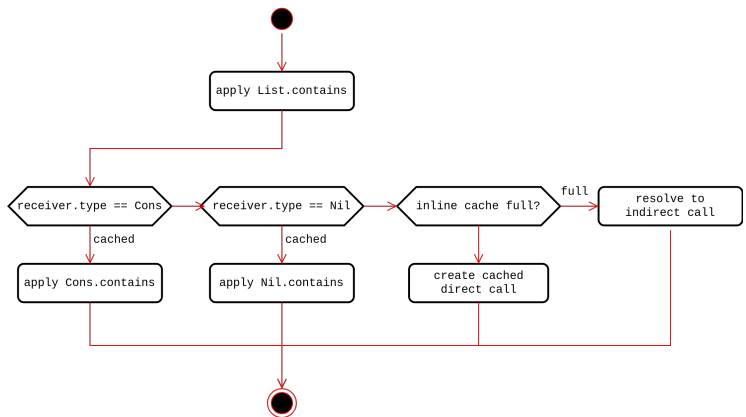 apply List.contains
receiver.type == Cons
receiver.type == Nil
inline cache full?
full
resolve to
indirect call
cached
cached
apply Cons.contains
apply Nil.contains
create cached
direct call